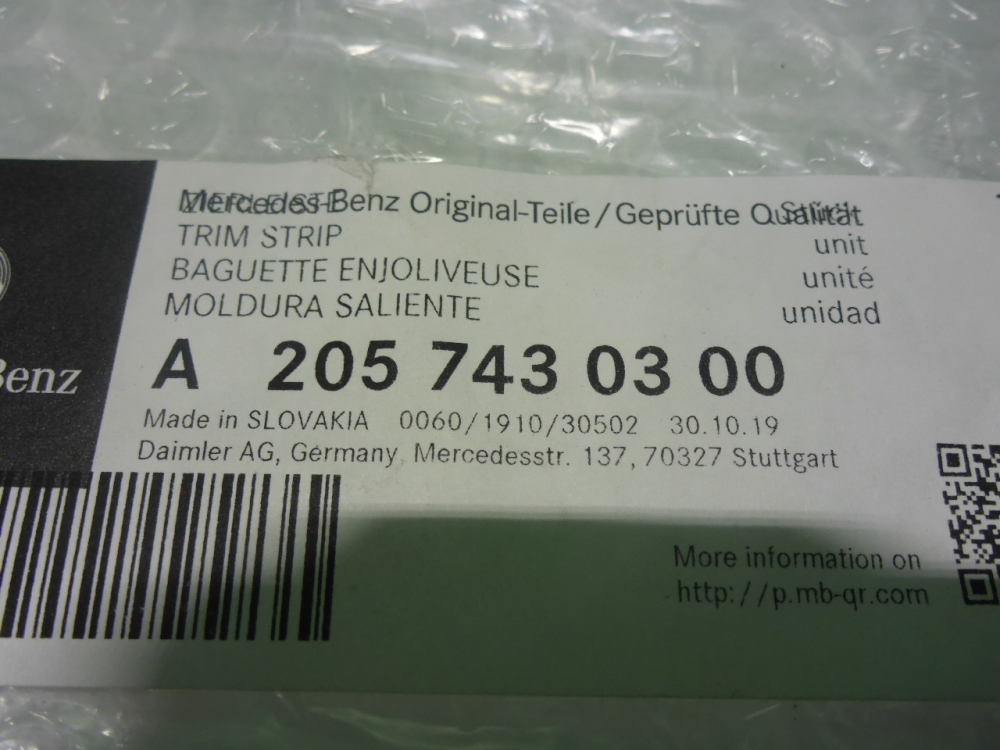 Mercedes-Benz Original-Teile / Geprüfte Qualität
ZIERLEISTE Stück
TRIM STRIP unit
BAGUETTE ENJOLIVEUSE unité
MOLDURA SALIENTE unidad
A 205 743 03 00
Benz
Made in SLOVAKIA 0060/1910/30502 30.10.19
Daimler AG, Germany, Mercedesstr. 137, 70327 Stuttgart
More information on
http://p.mb-qr.com